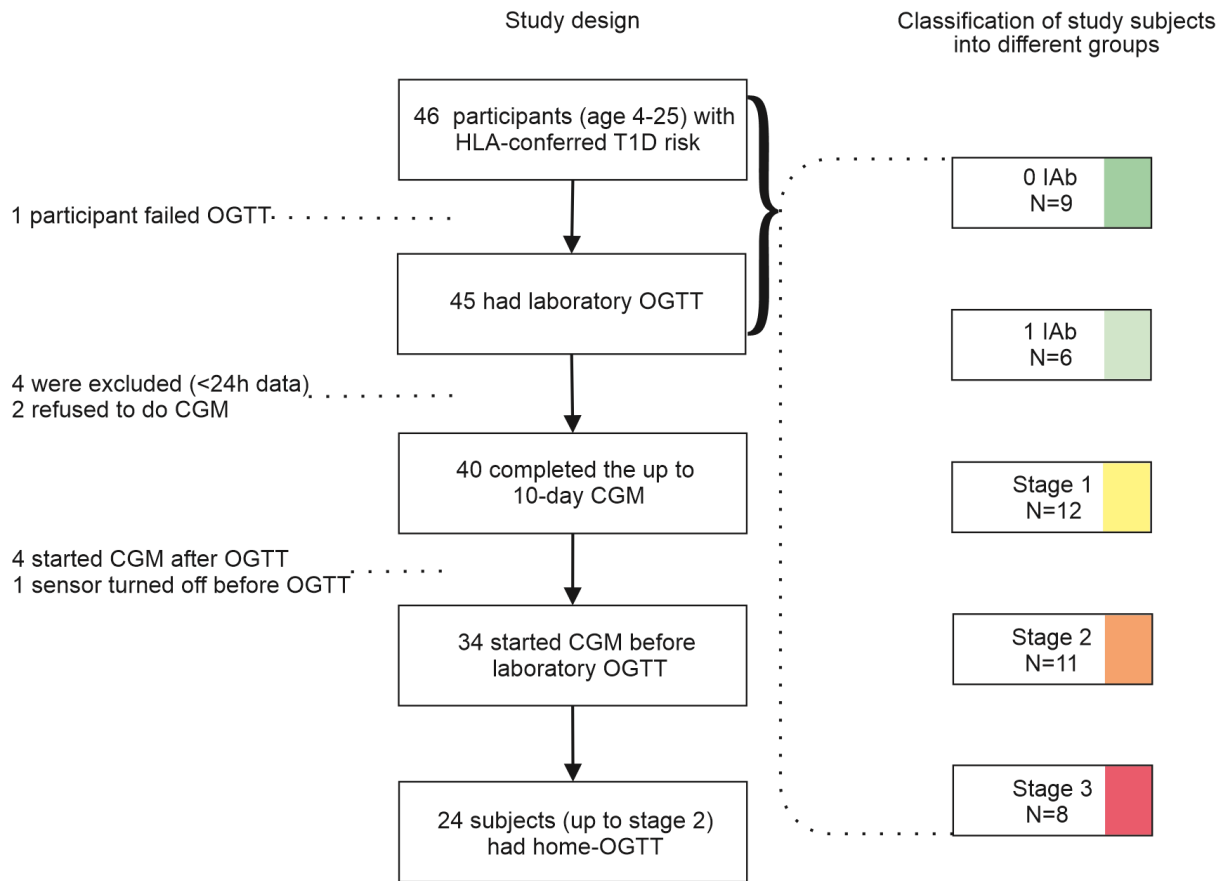 Study design
Classification of study subjects
into different groups
46 participants (age 4-25) with
HLA-conferred T1D risk
1 participant failed OGTT
45 had laboratory OGTT
4 were excluded (<24h data)
2 refused to do CGM
40 completed the up to
10-day CGM
4 started CGM after OGTT
1 sensor turned off before OGTT
34 started CGM before
laboratory OGTT
24 subjects (up to stage 2)
had home-OGTT
0 IAb
N=9
1 IAb
N=6
Stage 1
N=12
Stage 2
N=11
Stage 3
N=8